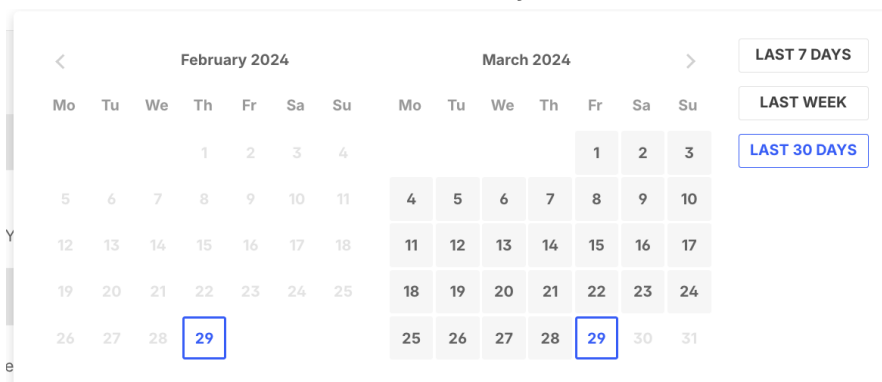 February 2024
Mo Tu We Th Fr Sa Su
1 2 3 4
5 6 7 8 9 10 11
12 13 14 15 16 17 18
19 20 21 22 23 24 25
26 27 28 29
March 2024
Mo Tu We Th Fr Sa Su
1 2 3
4 5 6 7 8 9 10
11 12 13 14 15 16 17
18 19 20 21 22 23 24
25 26 27 28 29 30 31
LAST 7 DAYS
LAST WEEK
LAST 30 DAYS
Y
e